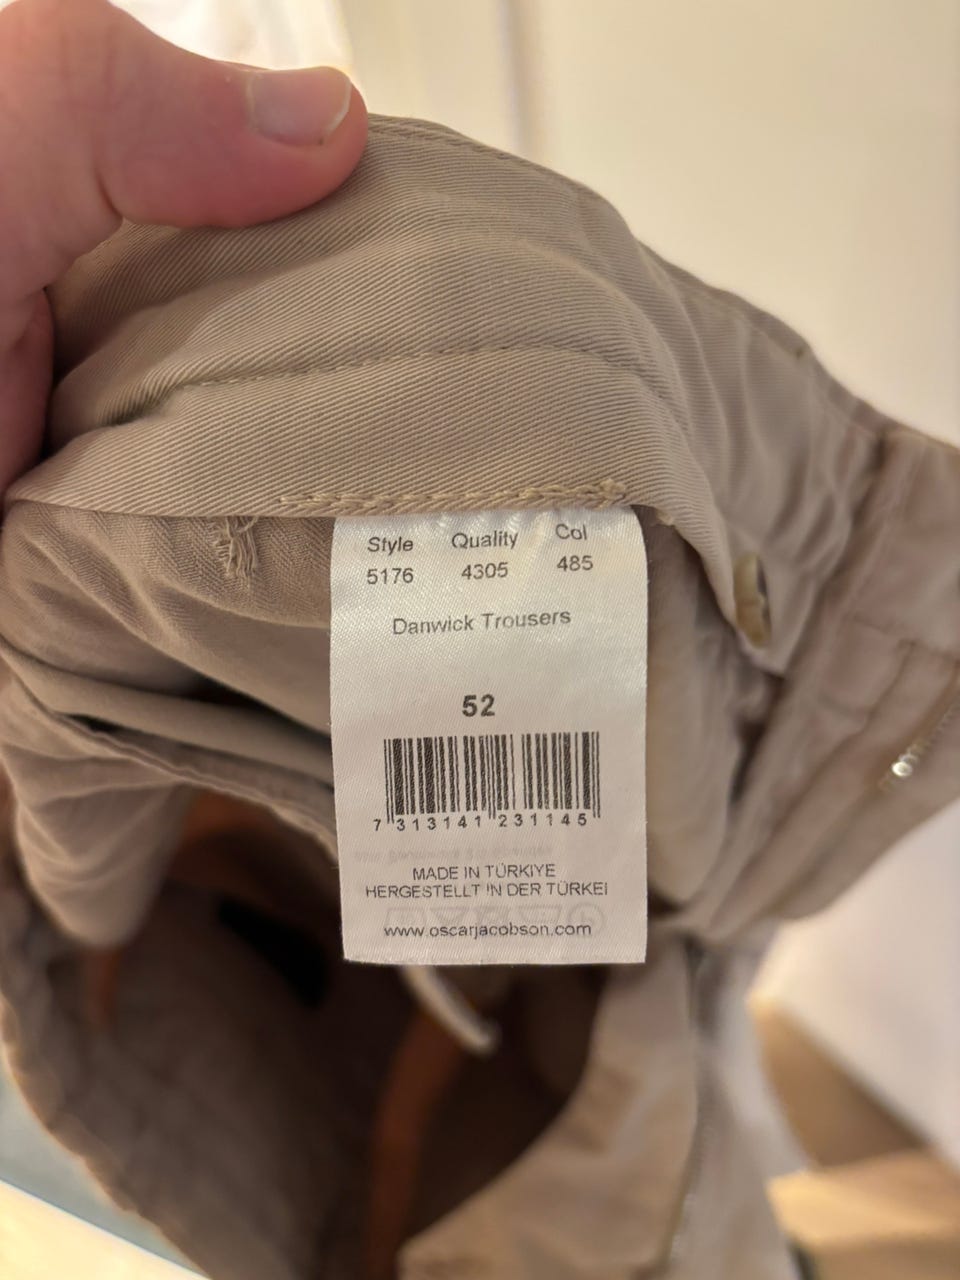 Style Quality Col
5176 4305 485
Danwick Trousers
52
7 313141 231145
MADE IN TÜRKIYE
HERGESTELLT IN DER TÜRKEI
www.oscarjacobson.com